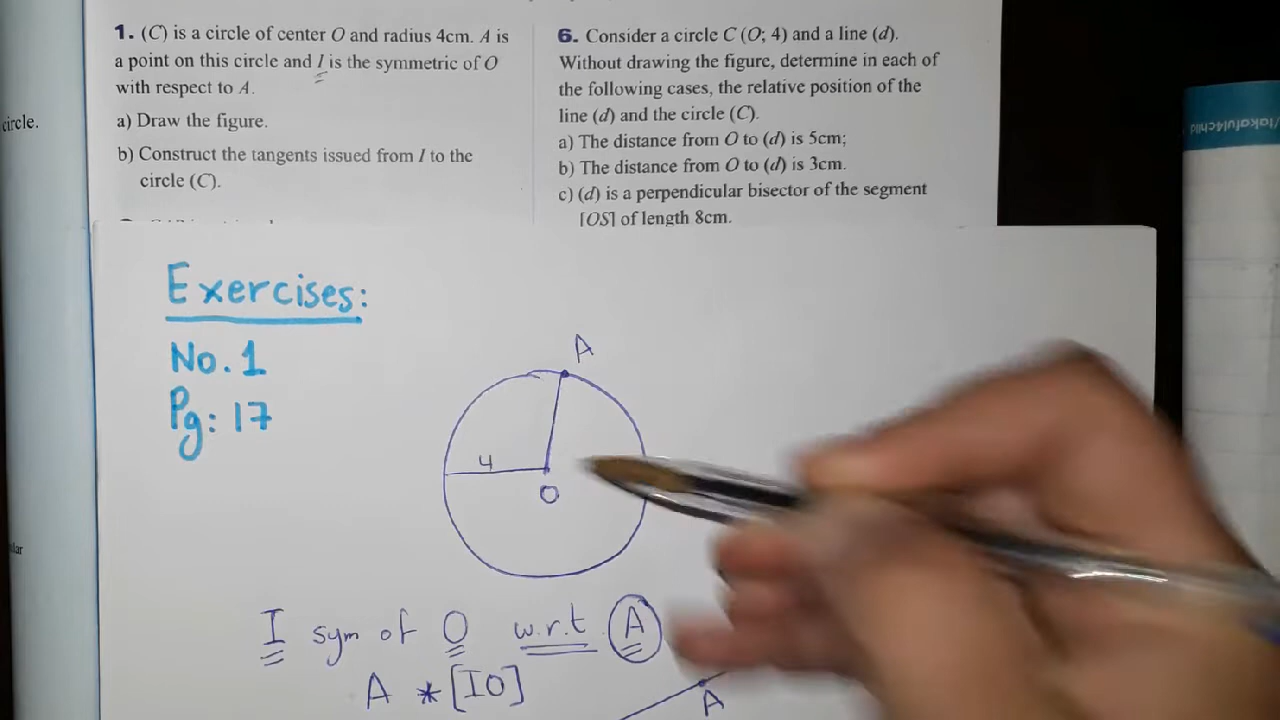 1. (C) is a circle of center O and radius 4cm. A is
a point on this circle and I is the symmetric of O
with respect to A.
a) Draw the figure.
b) Construct the tangents issued from I to the
circle (C).
6. Consider a circle C (O; 4) and a line (d).
Without drawing the figure, determine in each of
the following cases, the relative position of the
line (d) and the circle (C).
a) The distance from O to (d) is 5cm;
b) The distance from O to (d) is 3cm.
c) (d) is a perpendicular bisector of the segment
[OS] of length 8cm.
circle.
/lakaful4child
Exercises:
No. 1
Pg: 17
A
4
O
I sym of O w.r.t A
A * [IO]
A